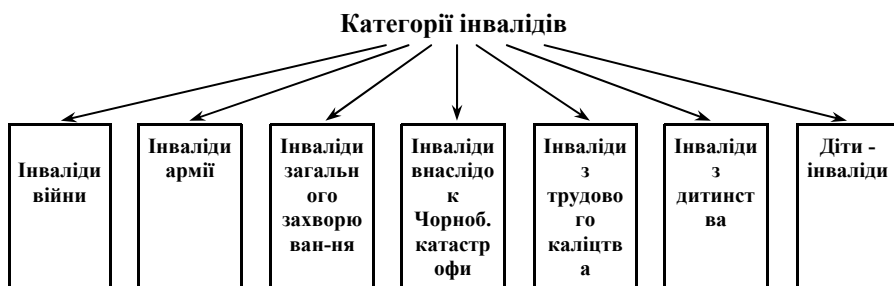 Категорії інвалідів
Інваліди
війни
Інваліди
армії
Інваліди
загальн
ого
захворю
ван-ня
Інваліди
внаслідо
к
Чорноб.
катастр
офи
Інваліди
з
трудово
го
каліцтв
а
Інваліди
з
дитинст
ва
Діти -
інваліди